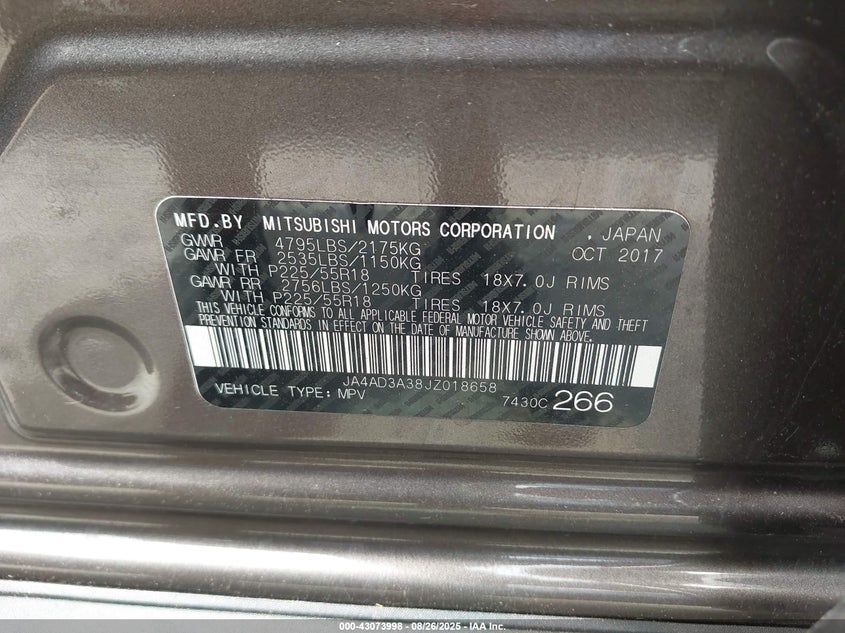 MFD.BY MITSUBISHI MOTORS CORPORATION . JAPAN
GVWR 4795LBS/2175KG OCT 2017
GAWR FR 2535LBS/1150KG
WITH P225/55R18 TIRES 18X7.0J RIMS
GAWR RR 2756LBS/1250KG
WITH P225/55R18 TIRES 18X7.0J RIMS
THIS VEHICLE CONFORMS TO ALL APPLICABLE FEDERAL MOTOR VEHICLE SAFETY AND THEFT
PREVENTION STANDARDS IN EFFECT ON THE DATE OF MANUFACTURE SHOWN ABOVE.
JA4AD3A38JZ018658
VEHICLE TYPE: MPV 7430C 266
000-43073998 - 08/26/2025 - IAA Inc.